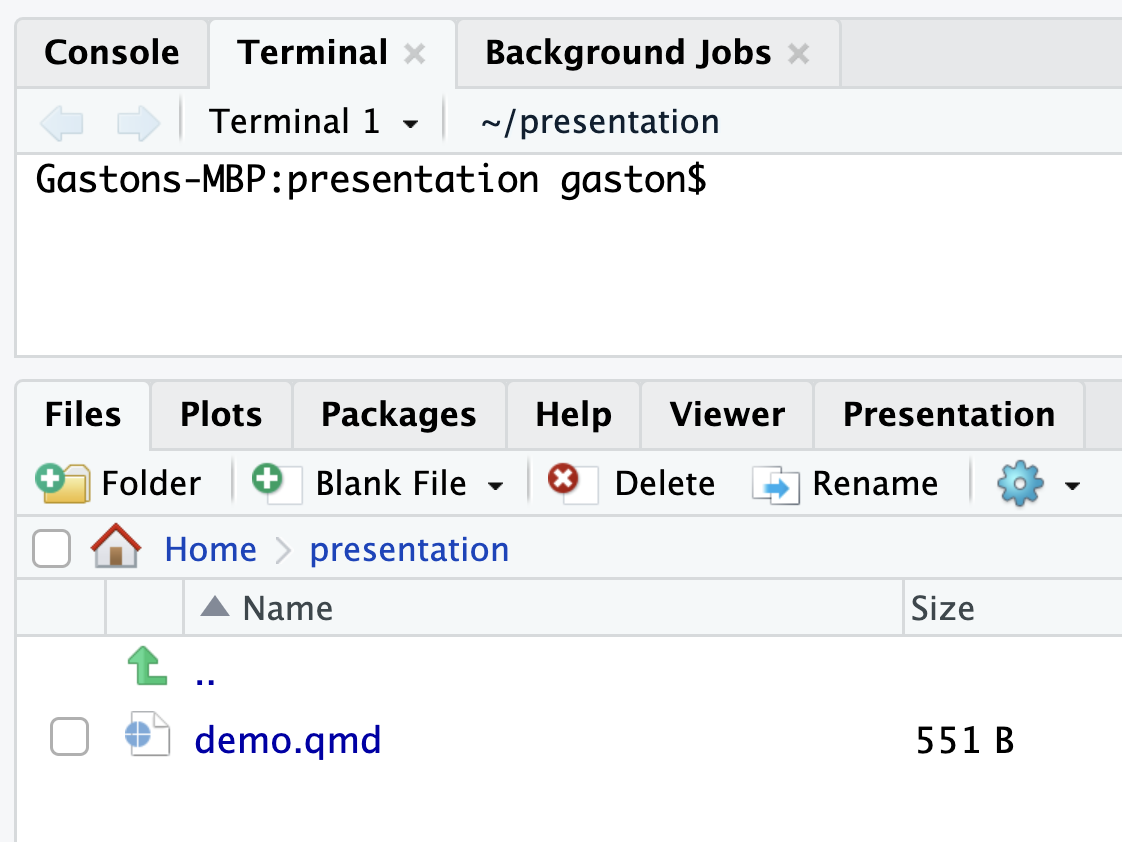 Console Terminal Background Jobs
Terminal 1 ~/presentation
Gastons-MBP:presentation gaston$
Files Plots Packages Help Viewer Presentation
Folder Blank File Delete Rename
Home presentation
Name Size
..
demo.qmd 551 B